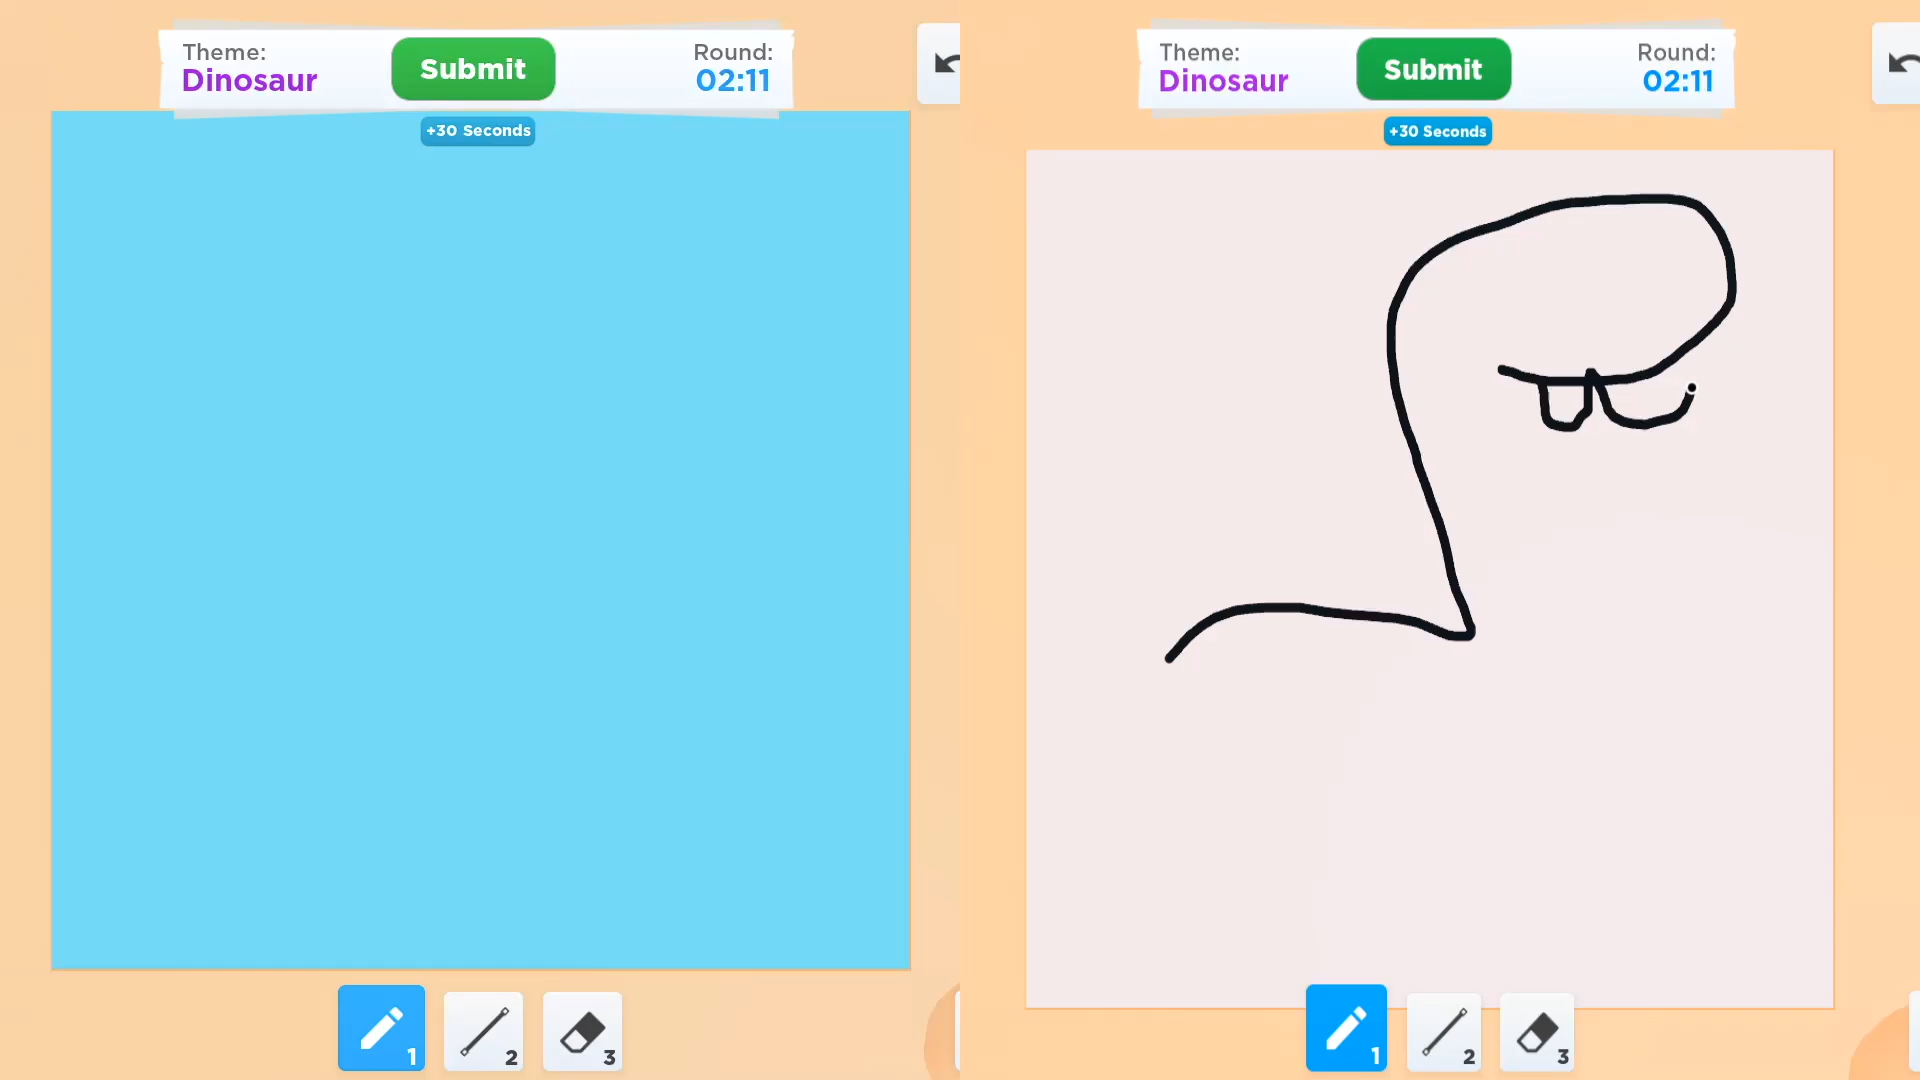 Theme:
Dinosaur
Submit
Round:
02:11
+30 Seconds
1
2
3
Theme:
Dinosaur
Submit
Round:
02:11
+30 Seconds
1
2
3